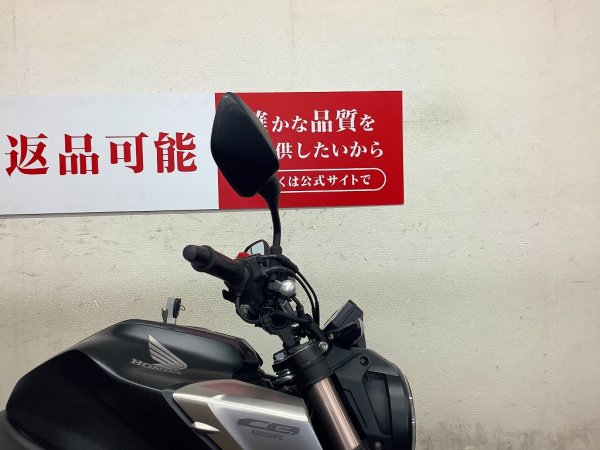 返品可能
かな品質を
供したいから
くは公式サイトで
HONDA
CB
125R